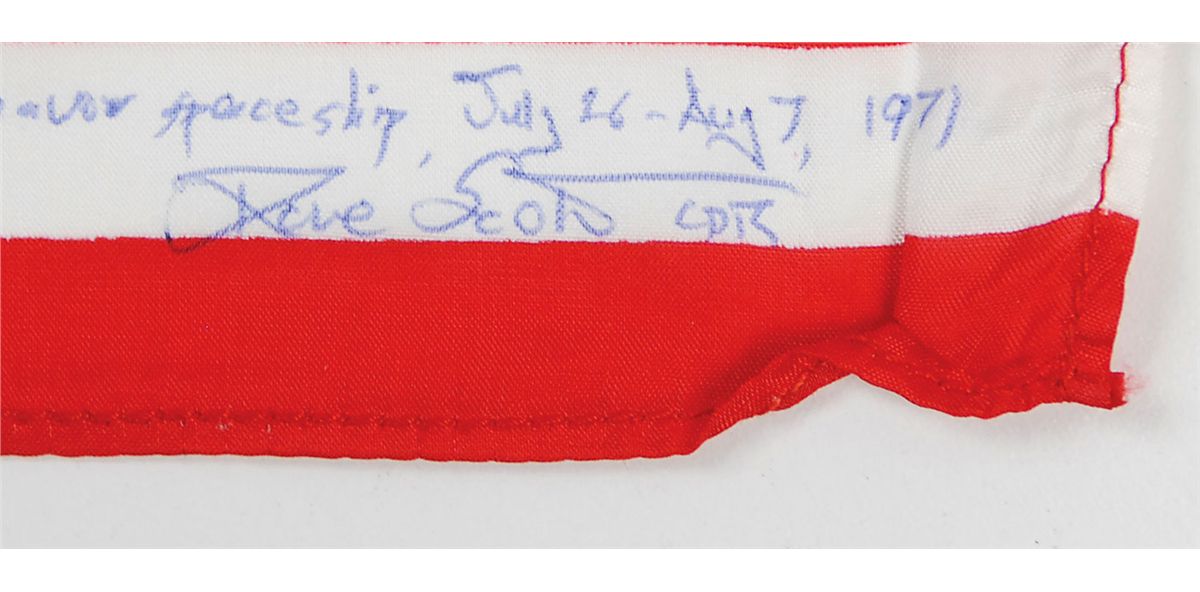 spaceship, July 26 - Aug 7, 1971
Dave Scott CDR